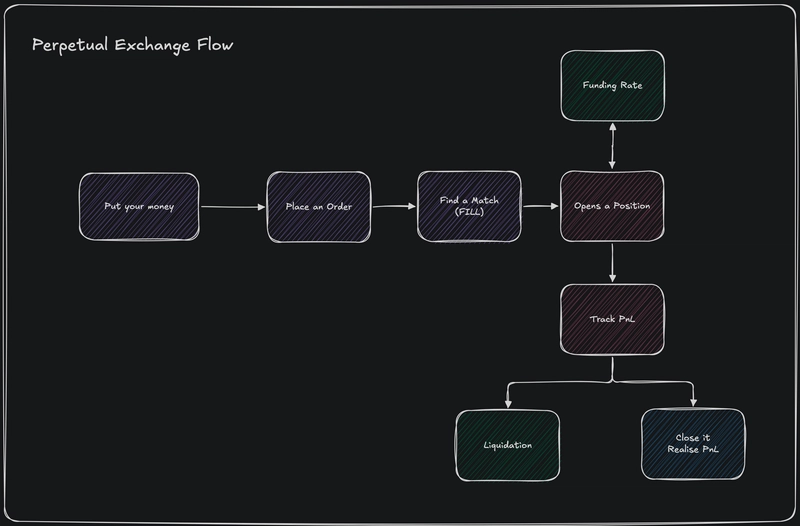 Perpetual Exchange Flow
Funding Rate
Put your money
Place an Order
Find a Match
(FILL)
Opens a Position
Track PnL
Liquidation
Close it
Realise PnL